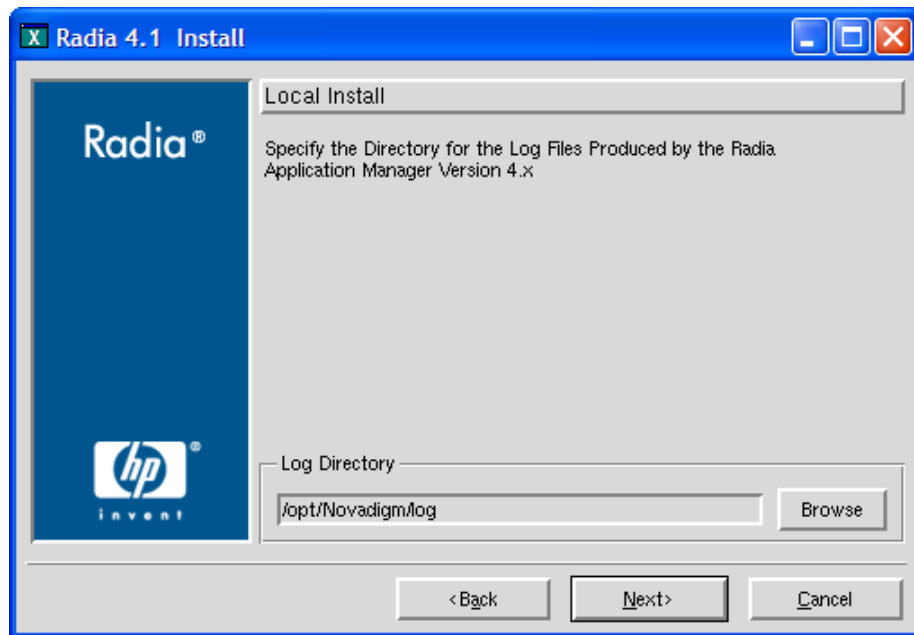 Radia 4.1 Install
Radia®
Local Install
Specify the Directory for the Log Files Produced by the Radia
Application Manager Version 4.x
hp®
invent
Log Directory
/opt/Novadigm/log
Browse
<Back
Next>
Cancel